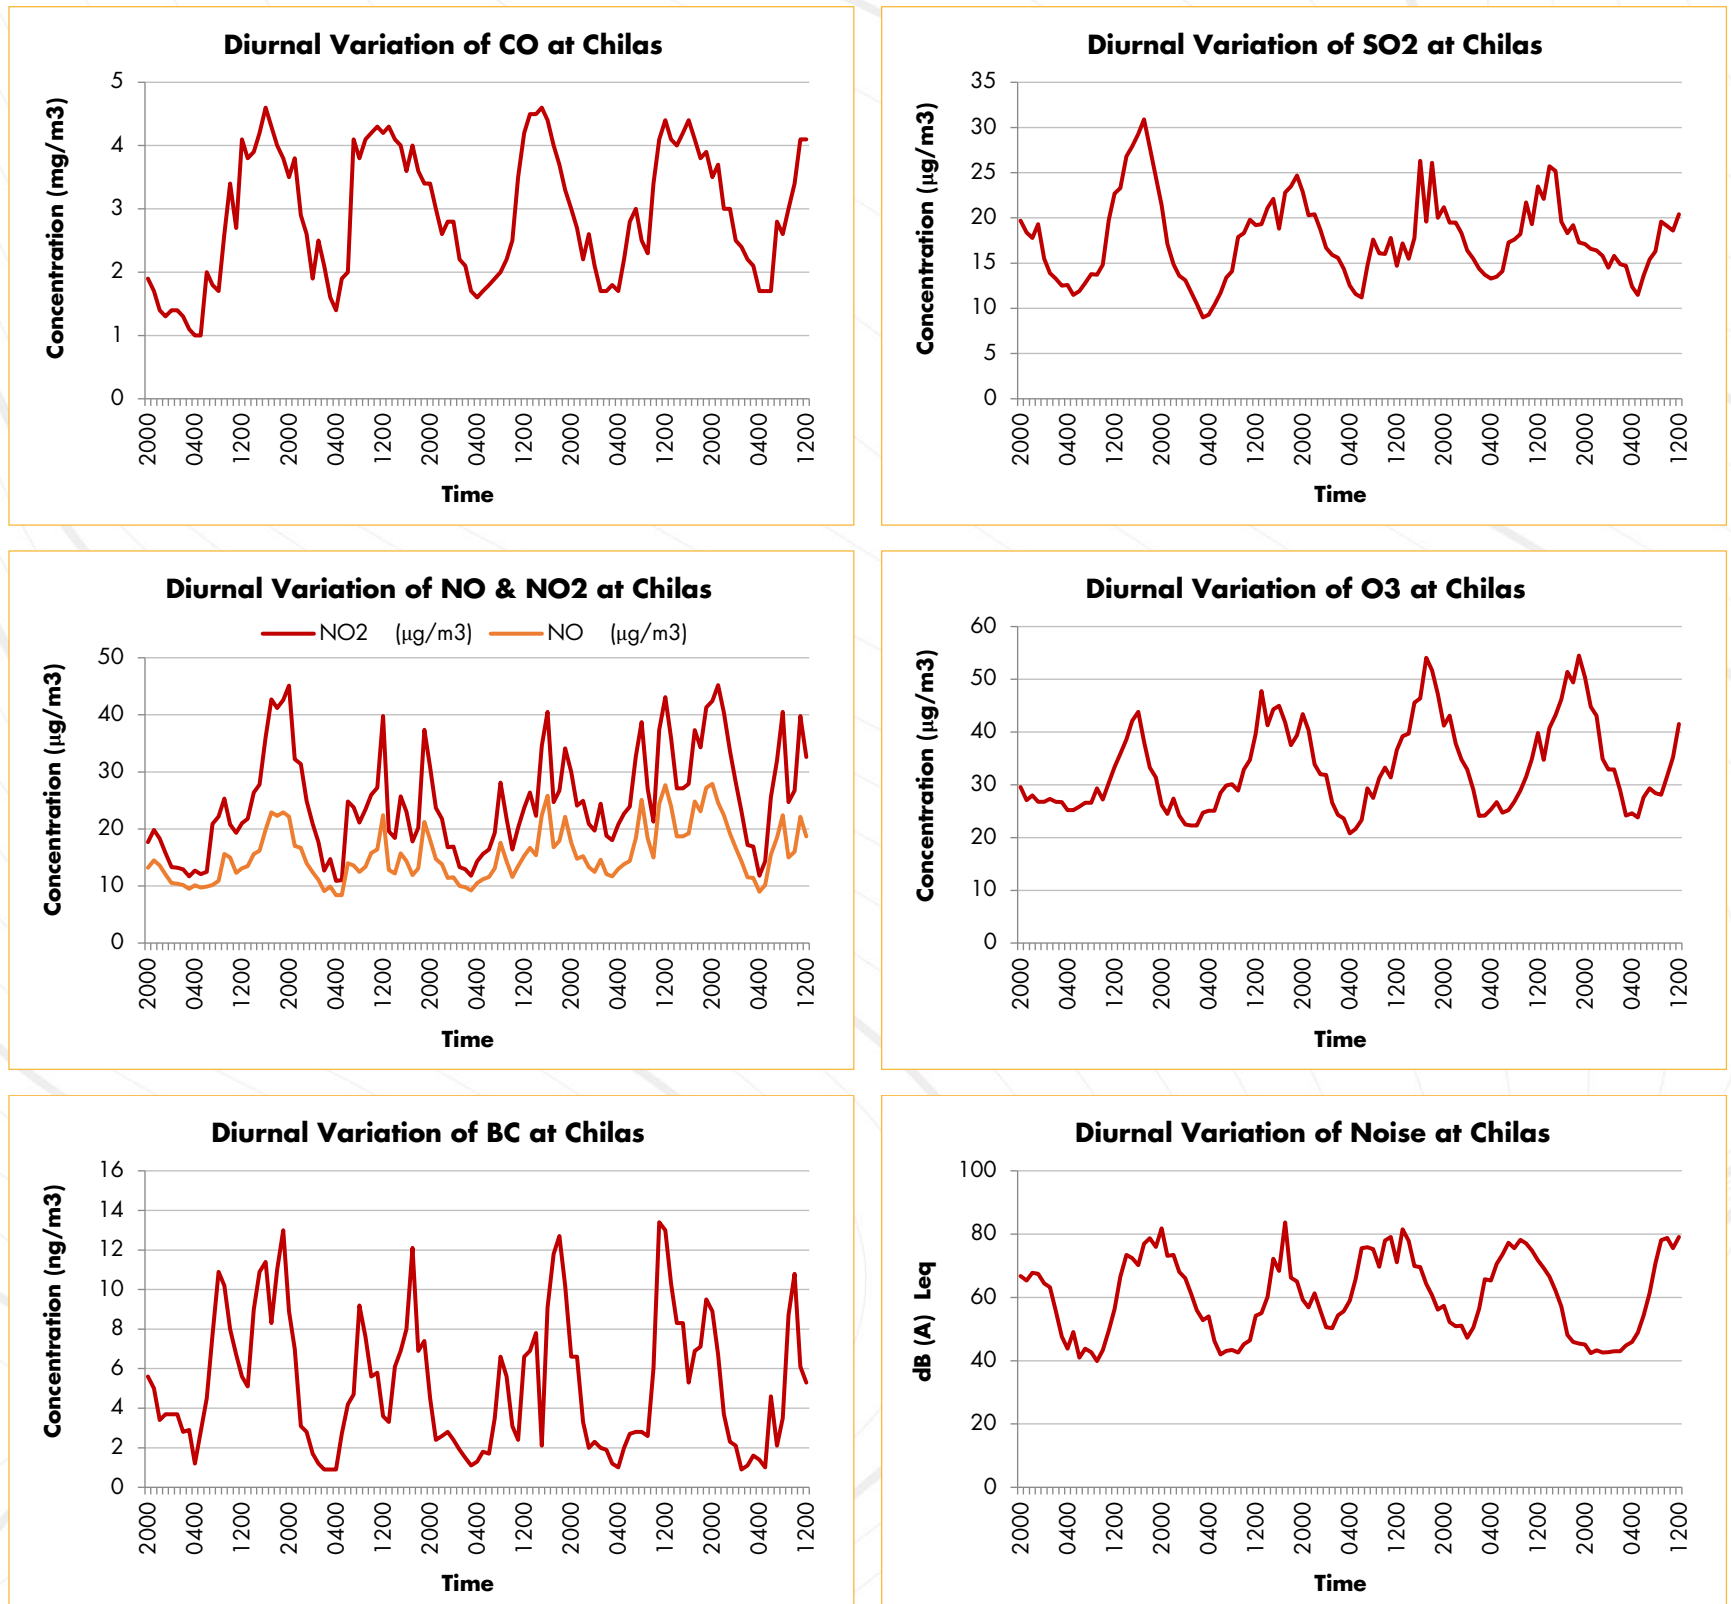 Diurnal Variation of CO at Chilas
Concentration (mg/m3)
5
4
3
2
1
0
2000 0400 1200 2000 0400 1200 2000 0400 1200 2000 0400 1200 2000 0400 1200
Time
Diurnal Variation of SO2 at Chilas
Concentration (µg/m3)
35
30
25
20
15
10
5
0
2000 0400 1200 2000 0400 1200 2000 0400 1200 2000 0400 1200 2000 0400 1200
Time
Diurnal Variation of NO & NO2 at Chilas
NO2 (µg/m3) NO (µg/m3)
Concentration (µg/m3)
50
40
30
20
10
0
2000 0400 1200 2000 0400 1200 2000 0400 1200 2000 0400 1200 2000 0400 1200
Time
Diurnal Variation of O3 at Chilas
Concentration (µg/m3)
60
50
40
30
20
10
0
2000 0400 1200 2000 0400 1200 2000 0400 1200 2000 0400 1200 2000 0400 1200
Time
Diurnal Variation of BC at Chilas
Concentration (ng/m3)
16
14
12
10
8
6
4
2
0
2000 0400 1200 2000 0400 1200 2000 0400 1200 2000 0400 1200 2000 0400 1200
Time
Diurnal Variation of Noise at Chilas
dB (A) Leq
100
80
60
40
20
0
2000 0400 1200 2000 0400 1200 2000 0400 1200 2000 0400 1200 2000 0400 1200
Time